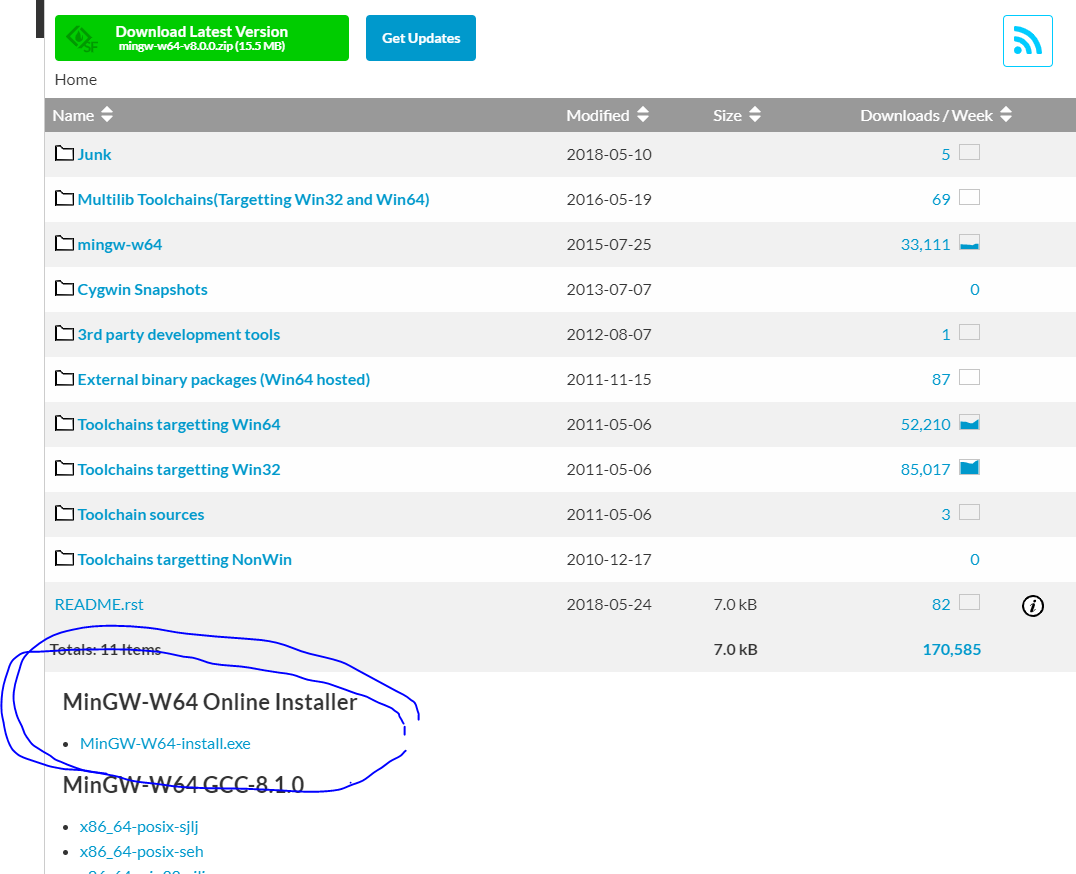 Download Latest Version
mingw-w64-v8.0.0.zip (15.5 MB)
Get Updates
Home
Name Modified Size Downloads / Week
Junk 2018-05-10 5
Multilib Toolchains(Targetting Win32 and Win64) 2016-05-19 69
mingw-w64 2015-07-25 33,111
Cygwin Snapshots 2013-07-07 0
3rd party development tools 2012-08-07 1
External binary packages (Win64 hosted) 2011-11-15 87
Toolchains targetting Win64 2011-05-06 52,210
Toolchains targetting Win32 2011-05-06 85,017
Toolchain sources 2011-05-06 3
Toolchains targetting NonWin 2010-12-17 0
README.rst 2018-05-24 7.0 kB 82 i
Totals: 11 Items 7.0 kB 170,585
MinGW-W64 Online Installer
• MinGW-W64-install.exe
MinGW-W64 GCC-8.1.0
• x86_64-posix-sjlj
• x86_64-posix-seh